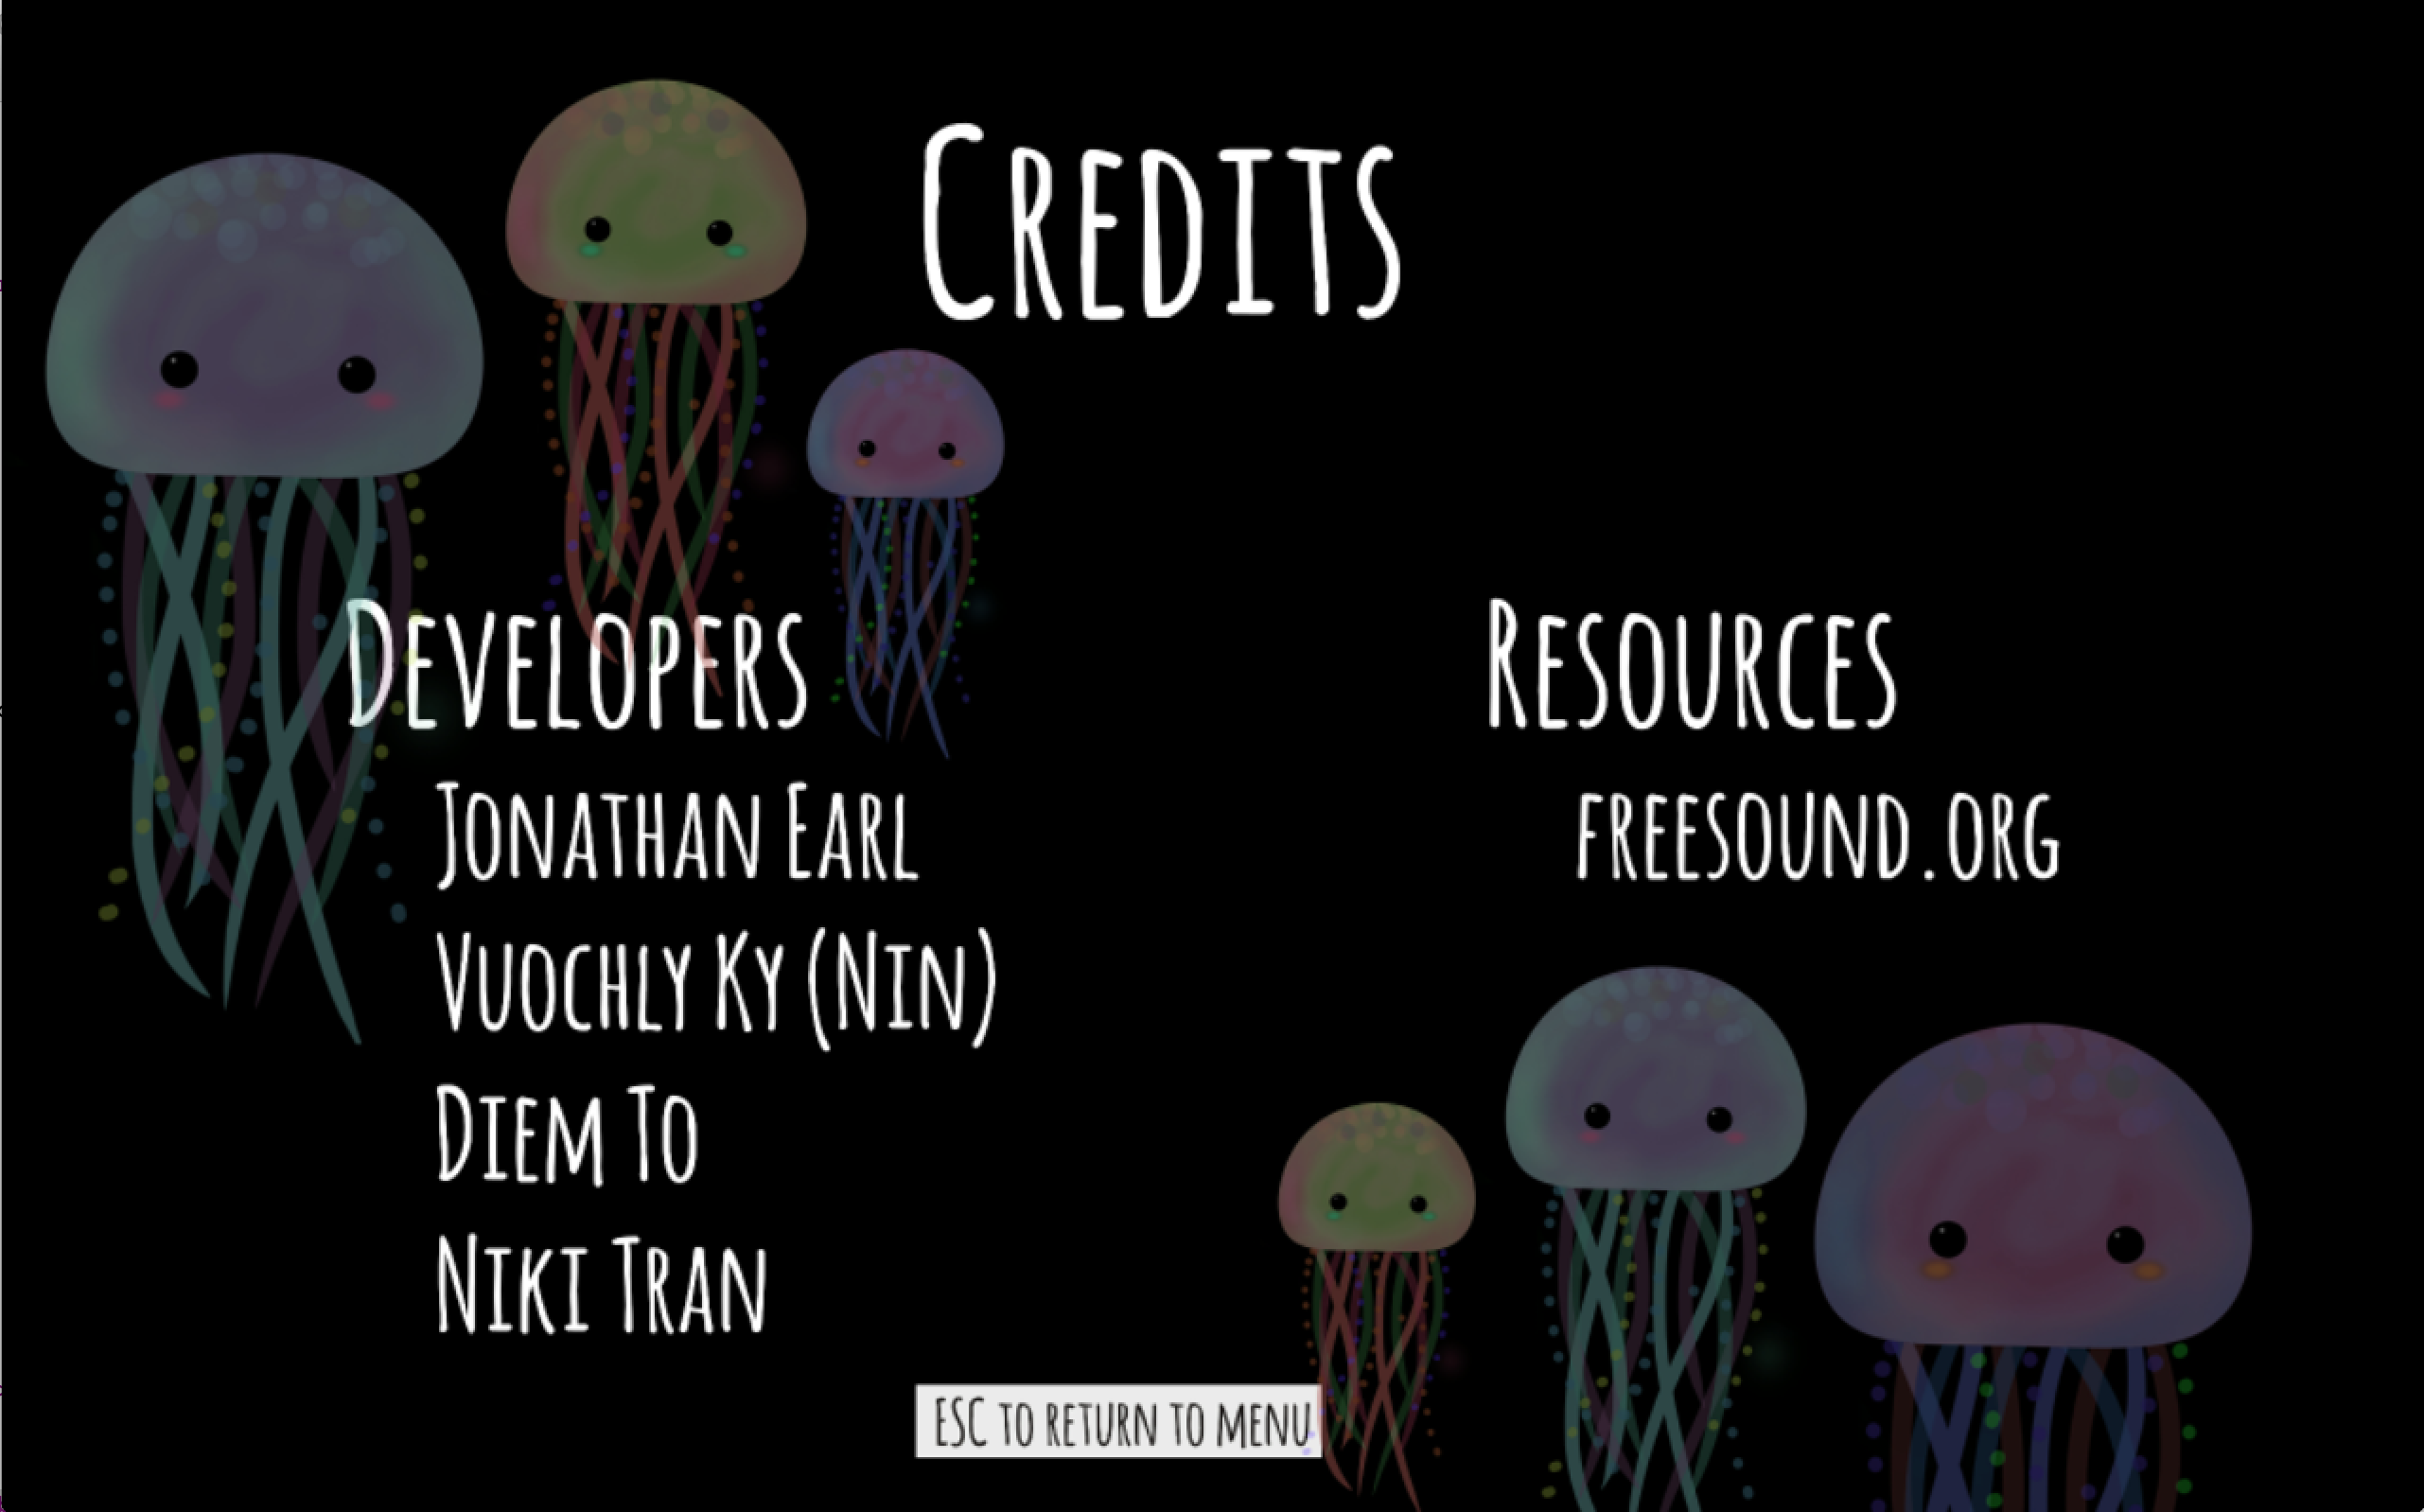 Credits
Developers
Jonathan Earl
Vuochly Ky (Nin)
Diem To
Niki Tran
Resources
freesound.org
ESC to return to menu